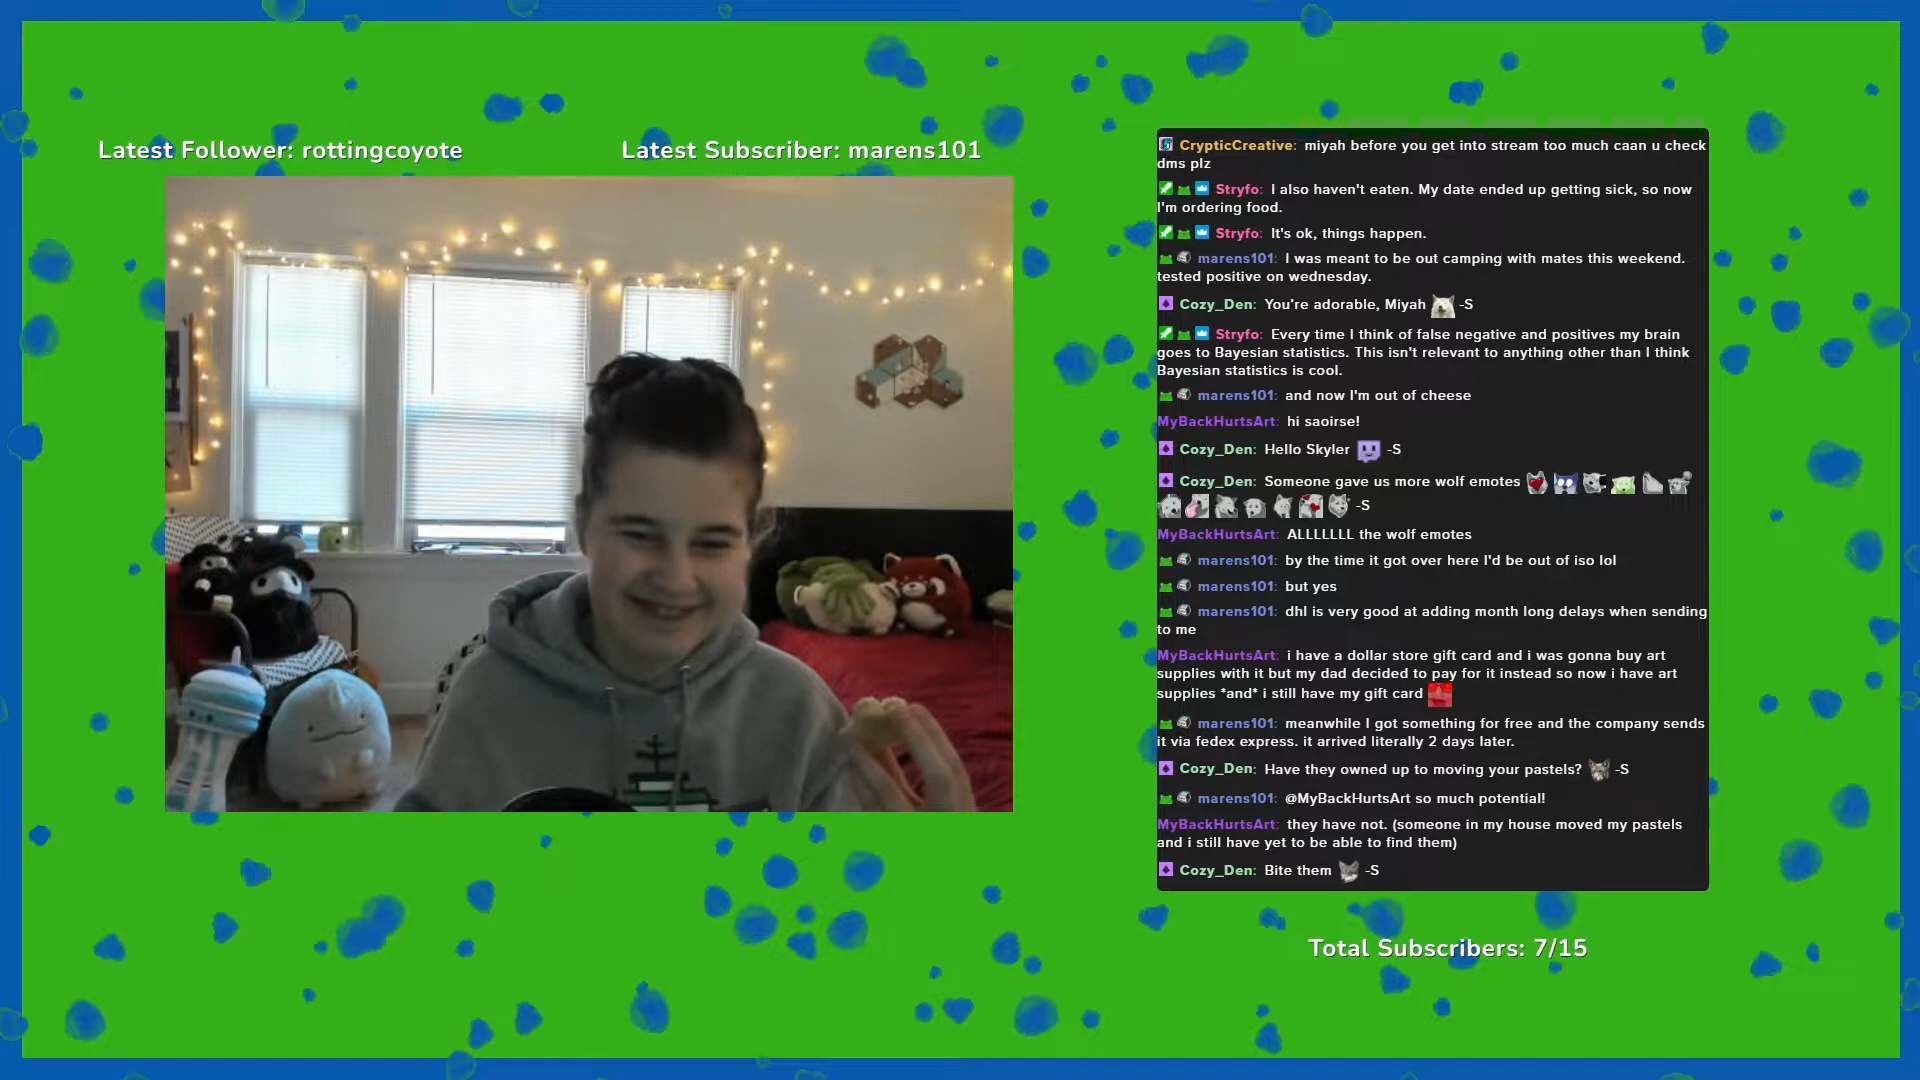 Latest Follower: rottingcoyote
Latest Subscriber: marens101
CrypticCreative: miyah before you get into stream too much caan u check
dms plz
Stryfo: I also haven't eaten. My date ended up getting sick, so now
I'm ordering food.
Stryfo: It's ok, things happen.
marens101: I was meant to be out camping with mates this weekend.
tested positive on wednesday.
Cozy_Den: You're adorable, Miyah -S
Stryfo: Every time I think of false negative and positives my brain
goes to Bayesian statistics. This isn't relevant to anything other than I think
Bayesian statistics is cool.
marens101: and now I'm out of cheese
MyBackHurtsArt: hi saoirse!
Cozy_Den: Hello Skyler -S
Cozy_Den: Someone gave us more wolf emotes
-S
MyBackHurtsArt: ALLLLLLL the wolf emotes
marens101: by the time it got over here I'd be out of iso lol
marens101: but yes
marens101: dhl is very good at adding month long delays when sending
to me
MyBackHurtsArt: i have a dollar store gift card and i was gonna buy art
supplies with it but my dad decided to pay for it instead so now i have art
supplies *and* i still have my gift card
marens101: meanwhile I got something for free and the company sends
it via fedex express. it arrived literally 2 days later.
Cozy_Den: Have they owned up to moving your pastels? -S
marens101: @MyBackHurtsArt so much potential!
MyBackHurtsArt: they have not. (someone in my house moved my pastels
and i still have yet to be able to find them)
Cozy_Den: Bite them -S
Total Subscribers: 7/15